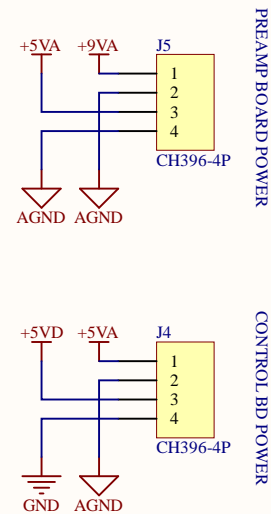 PREAMP BOARD POWER
+5VA +9VA J5
1
2
3
4
CH396-4P
AGND AGND
CONTROL BD POWER
+5VD +5VA J4
1
2
3
4
CH396-4P
GND AGND